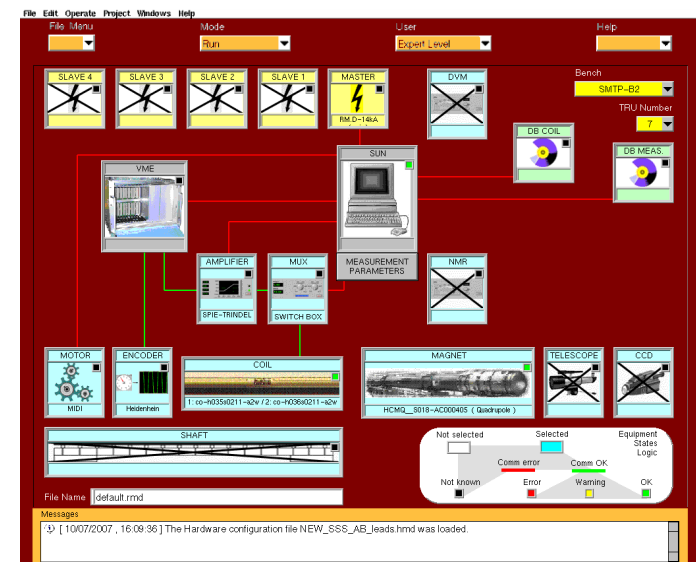 File Edit Operate Project Windows Help
File Menu
Mode
User
Help
Run
Expert Level
SLAVE 4
SLAVE 3
SLAVE 2
SLAVE 1
MASTER
DVM
Bench
SMTP-B2
TRU Number
7
RM.D-14kA
DB COIL
DB MEAS.
SUN
VME
MEASUREMENT
PARAMETERS
AMPLIFIER
MUX
NMR
SPIE-TRINDEL
SWITCH BOX
MOTOR
ENCODER
COIL
MAGNET
TELESCOPE
CCD
MIDI
Heidenhein
1: co-h035s0211-a2w / 2: co-h036s0211-a2w
HCMQ__S018-AC000405 ( Quadrupole )
SHAFT
Not selected
Selected
Equipment
States
Logic
Comm error
Comm OK
Not known
Error
Warning
OK
File Name
default.rmd
Messages
[ 10/07/2007 , 16:09:36 ] The Hardware configuration file NEW_SSS_AB_leads.hmd was loaded.